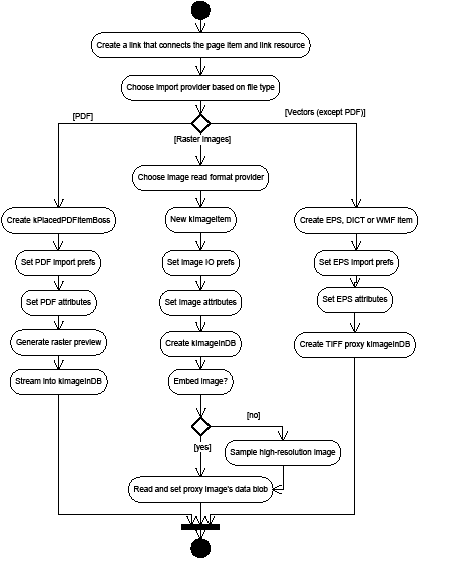 Create a link that connects the page item and link resource
Choose import provider based on file type
[PDF]
[Vectors (except PDF)]
[Raster images]
Choose image read format provider
Create kPlacedPDFItemBoss
New kImageItem
Create EPS, DICT or WMF item
Set PDF import prefs
Set image I/O prefs
Set EPS import prefs
Set PDF attributes
Set image attributes
Set EPS attributes
Generate raster preview
Create kImageInDB
Create TIFF proxy kImageInDB
Stream into kImageInDB
Embed image?
[no]
[yes]
Sample high-resolution image
Read and set proxy image's data blob